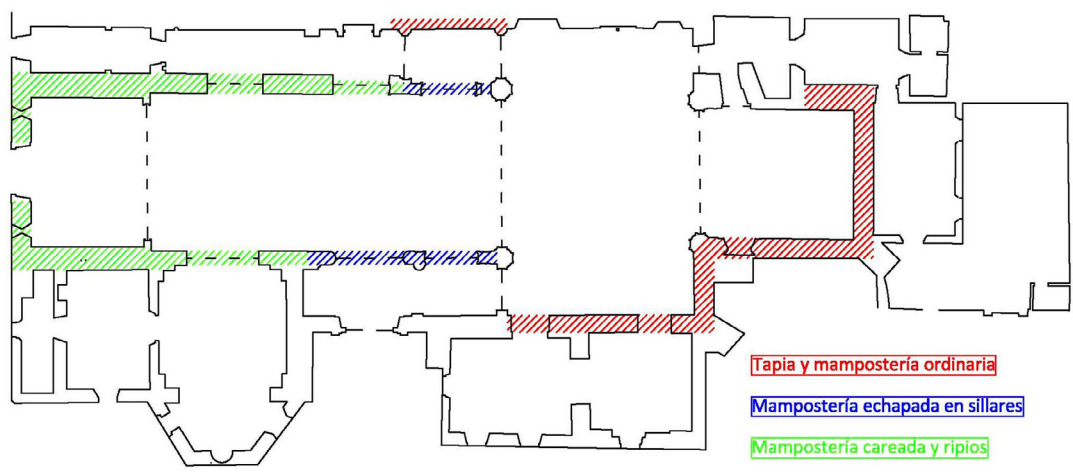 Tapia y mampostería ordinaria
Mampostería echapada en sillares
Mampostería careada y ripios